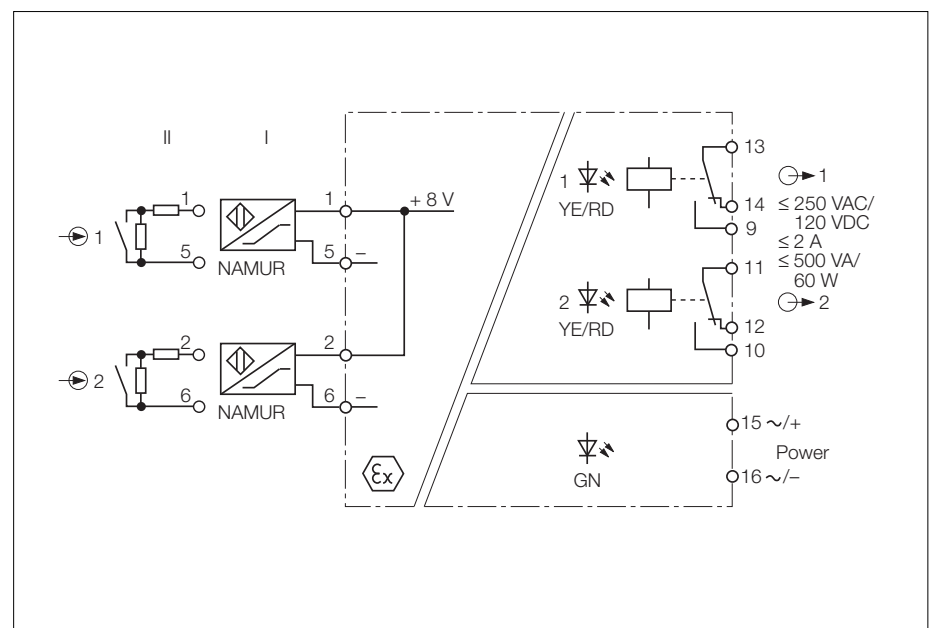 II I
1 1 + 8 V
1
5 5 –
NAMUR
2 2
2
6 6 –
NAMUR
Ex
1
YE/RD
13
14
9
1
≤ 250 VAC/
120 VDC
≤ 2 A
≤ 500 VA/
60 W
2
YE/RD
11
12
10
2
GN
15 ~/+
Power
16 ~/–